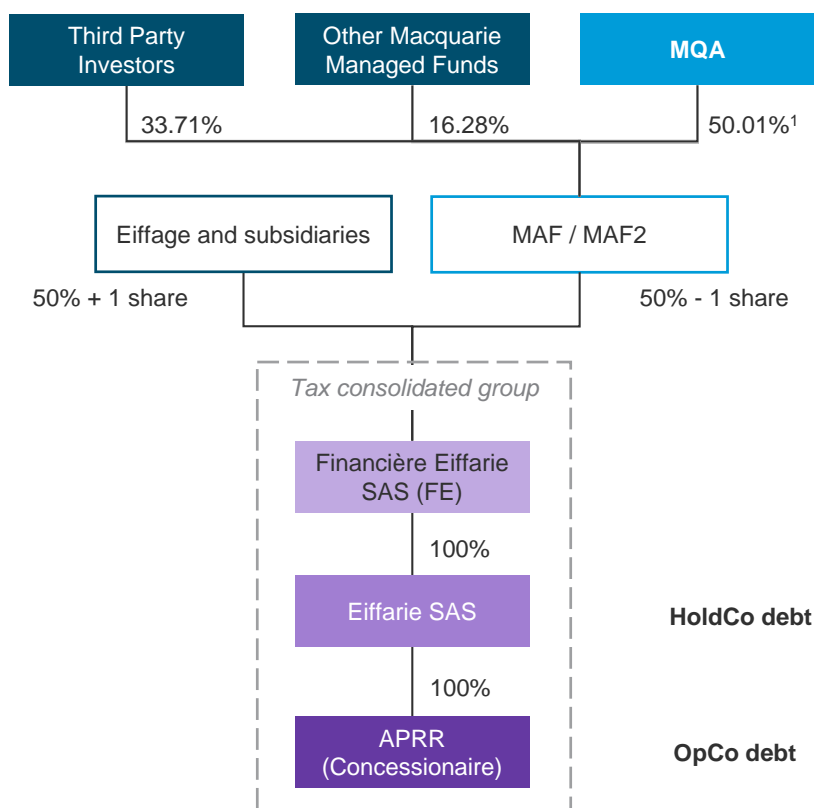 Third Party
Investors
Other Macquarie
Managed Funds
MQA
33.71%
16.28%
50.01%¹
Eiffage and subsidiaries
MAF / MAF2
50% + 1 share
50% - 1 share
Tax consolidated group
Financière Eiffarie
SAS (FE)
100%
Eiffarie SAS
HoldCo debt
100%
APRR
(Concessionaire)
OpCo debt